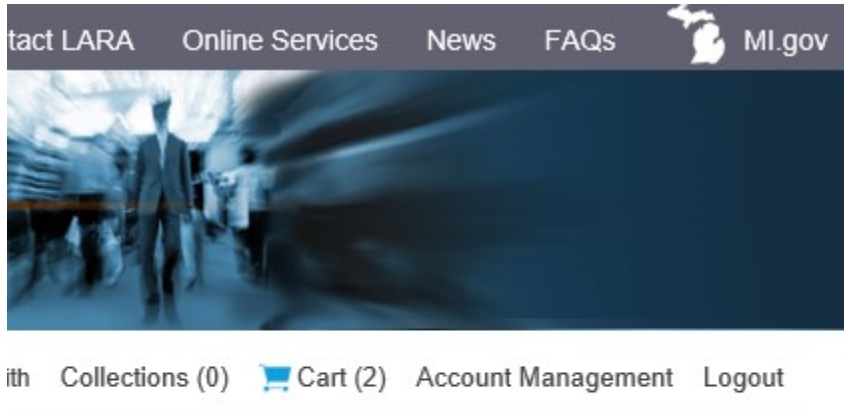 tact LARA Online Services News FAQs MI.gov
ith Collections (0) Cart (2) Account Management Logout